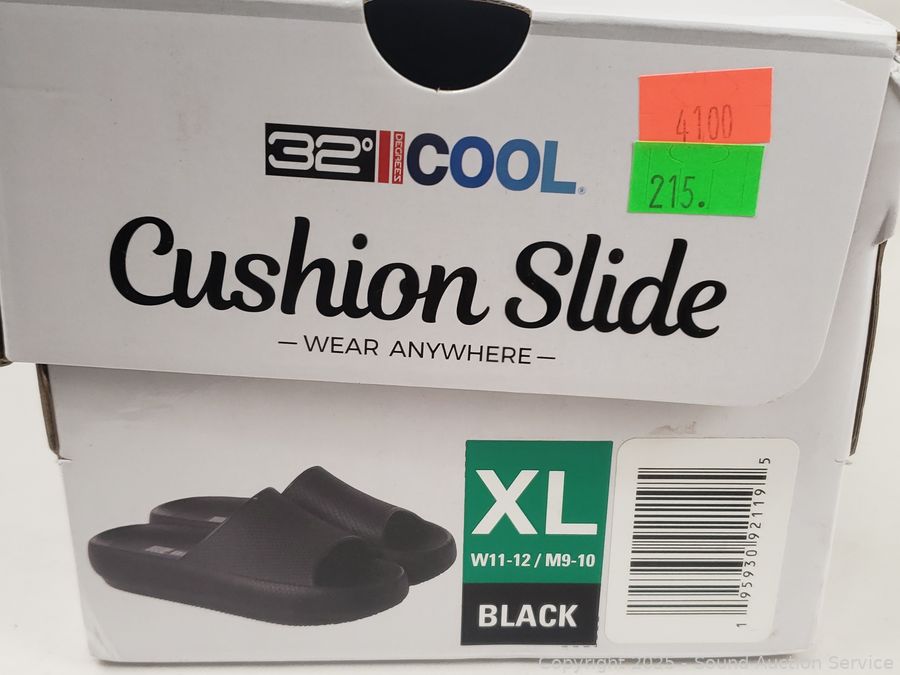 32° DEGREES COOL®
4100
215.
Cushion Slide
— WEAR ANYWHERE —
XL
W11-12 / M9-10
BLACK
1 95930 92119 5
Copyright 2025 - Sound Auction Service